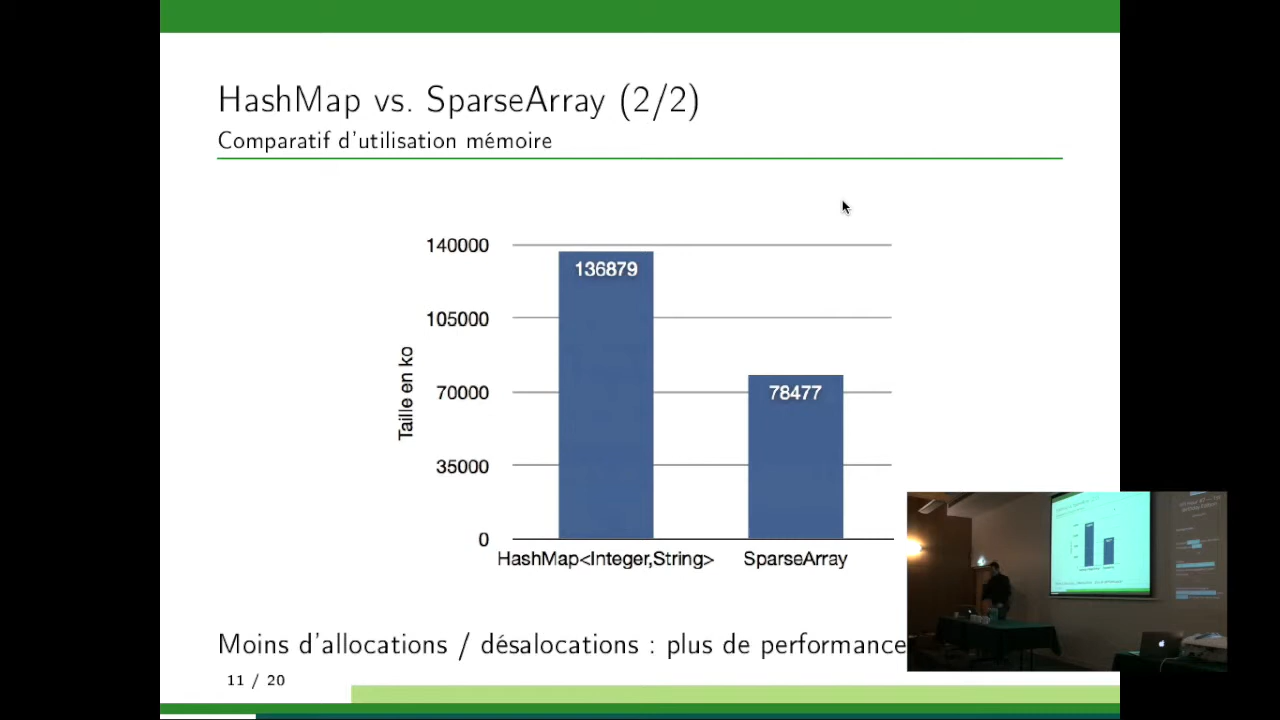 HashMap vs. SparseArray (2/2)
Comparatif d'utilisation mémoire
140000
105000
70000
35000
0
Taille en ko
136879
78477
HashMap<Integer,String>
SparseArray
Moins d'allocations / désalocations : plus de performance
11 / 20